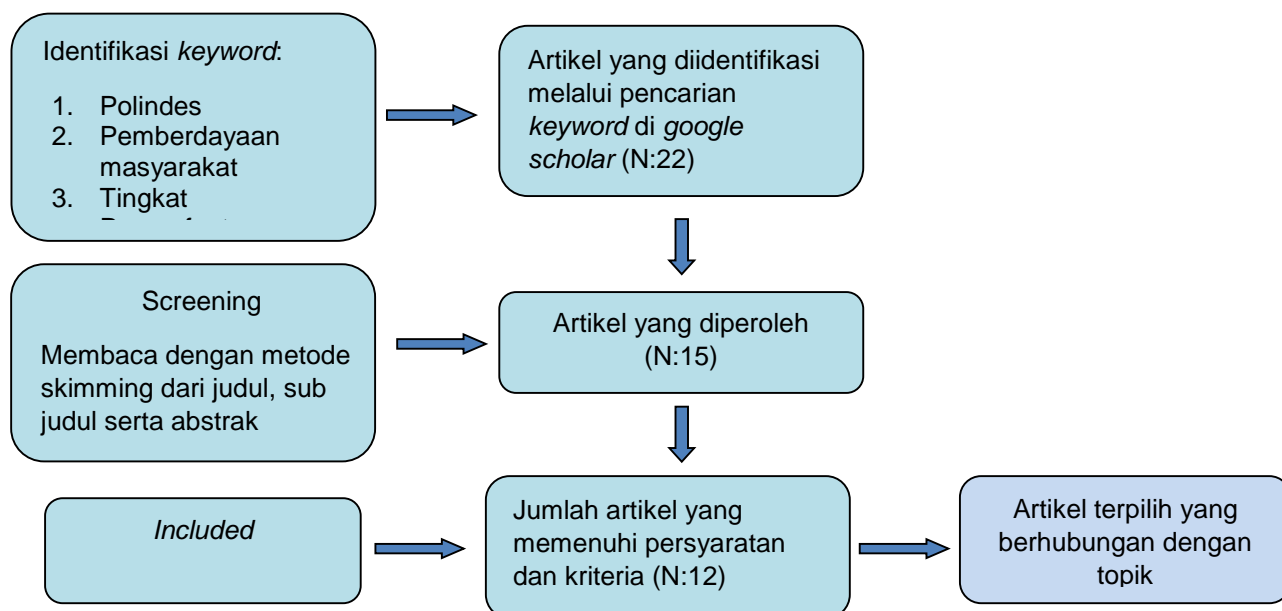 Identifikasi keyword:
1. Polindes
2. Pemberdayaan
masyarakat
3. Tingkat
Artikel yang diidentifikasi
melalui pencarian
keyword di google
scholar (N:22)
Screening
Membaca dengan metode
skimming dari judul, sub
judul serta abstrak
Artikel yang diperoleh
(N:15)
Included
Jumlah artikel yang
memenuhi persyaratan
dan kriteria (N:12)
Artikel terpilih yang
berhubungan dengan
topik